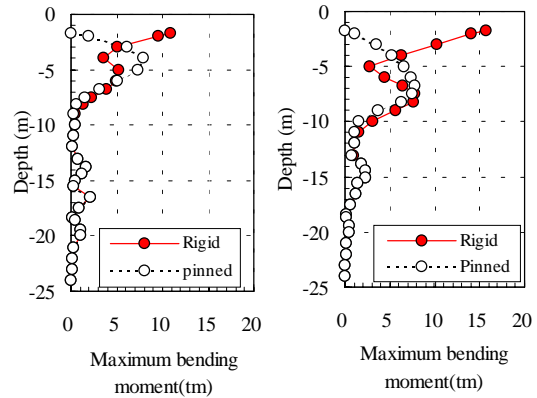 0
-5
-10
-15
-20
-25
Depth (m)
0 5 10 15 20
Rigid
pinned
Maximum bending
moment(tm)
0
-5
-10
-15
-20
-25
Depth (m)
0 5 10 15 20
Rigid
Pinned
Maximum bending
moment(tm)